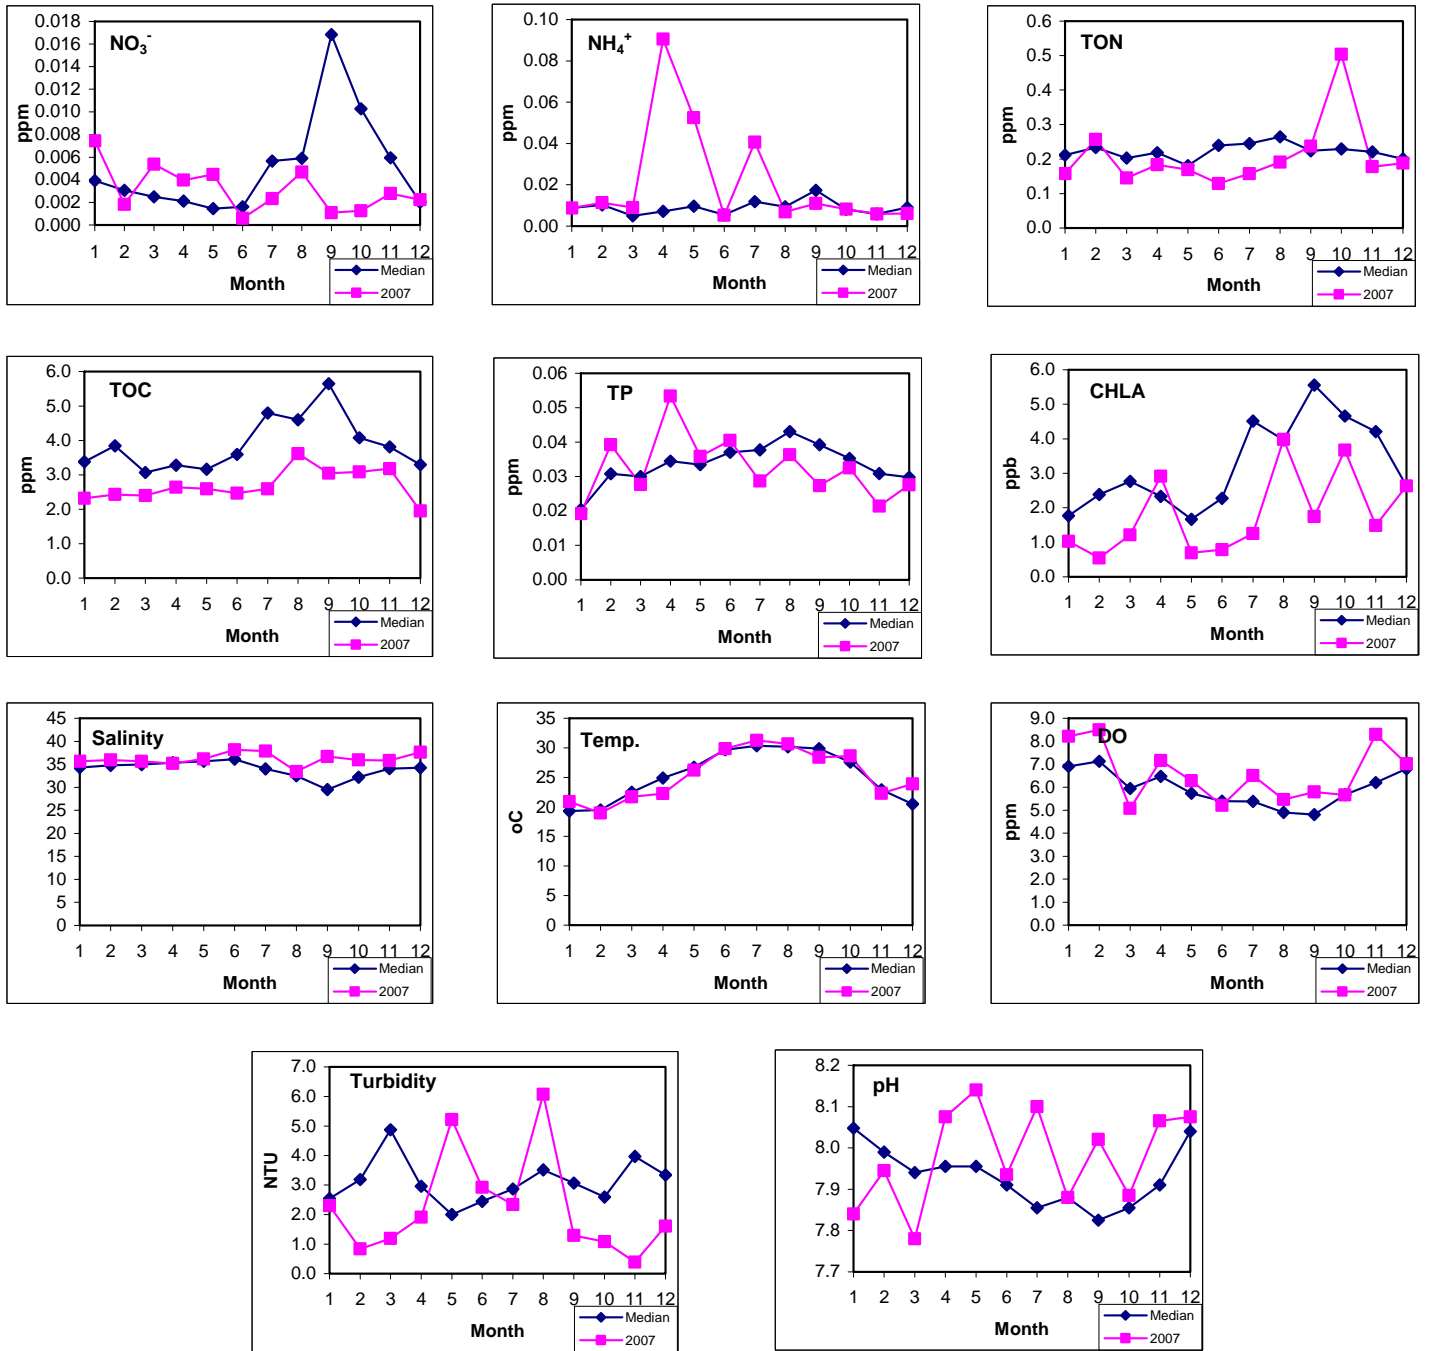 NO3-
ppm
0.018
0.016
0.014
0.012
0.010
0.008
0.006
0.004
0.002
0.000
1 2 3 4 5 6 7 8 9 10 11 12
Month
Median
2007
NH4+
ppm
0.10
0.08
0.06
0.04
0.02
0.00
1 2 3 4 5 6 7 8 9 10 11 12
Month
Median
2007
TON
ppm
0.6
0.5
0.4
0.3
0.2
0.1
0.0
1 2 3 4 5 6 7 8 9 10 11 12
Month
Median
2007
TOC
ppm
6.0
5.0
4.0
3.0
2.0
1.0
0.0
1 2 3 4 5 6 7 8 9 10 11 12
Month
Median
2007
TP
ppm
0.06
0.05
0.04
0.03
0.02
0.01
0.00
1 2 3 4 5 6 7 8 9 10 11 12
Month
Median
2007
CHLA
ppb
6.0
5.0
4.0
3.0
2.0
1.0
0.0
1 2 3 4 5 6 7 8 9 10 11 12
Month
Median
2007
Salinity
45
40
35
30
25
20
15
10
5
0
1 2 3 4 5 6 7 8 9 10 11 12
Month
Median
2007
Temp.
oC
35
30
25
20
15
10
5
0
1 2 3 4 5 6 7 8 9 10 11 12
Month
Median
2007
DO
ppm
9.0
8.0
7.0
6.0
5.0
4.0
3.0
2.0
1.0
0.0
1 2 3 4 5 6 7 8 9 10 11 12
Month
Median
2007
Turbidity
NTU
7.0
6.0
5.0
4.0
3.0
2.0
1.0
0.0
1 2 3 4 5 6 7 8 9 10 11 12
Month
Median
2007
pH
8.2
8.1
8.0
7.9
7.8
7.7
1 2 3 4 5 6 7 8 9 10 11 12
Month
Median
2007